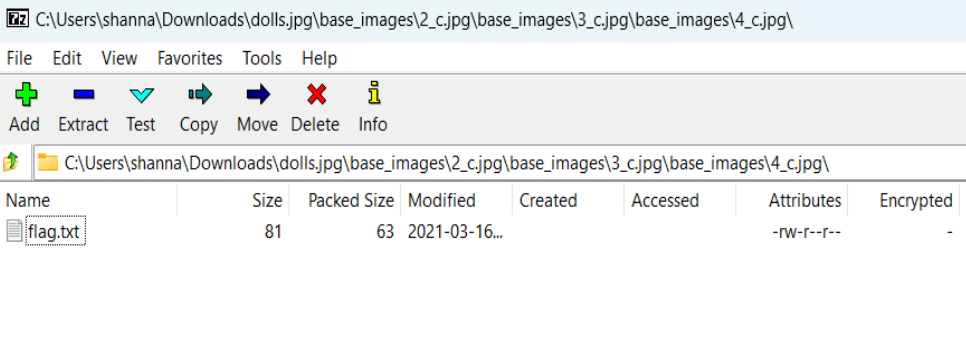 C:\Users\shanna\Downloads\dolls.jpg\base_images\2_c.jpg\base_images\3_c.jpg\base_images\4_c.jpg\
File Edit View Favorites Tools Help
Add Extract Test Copy Move Delete Info
C:\Users\shanna\Downloads\dolls.jpg\base_images\2_c.jpg\base_images\3_c.jpg\base_images\4_c.jpg\
Name Size Packed Size Modified Created Accessed Attributes Encrypted
flag.txt 81 63 2021-03-16... -rw-r--r-- -